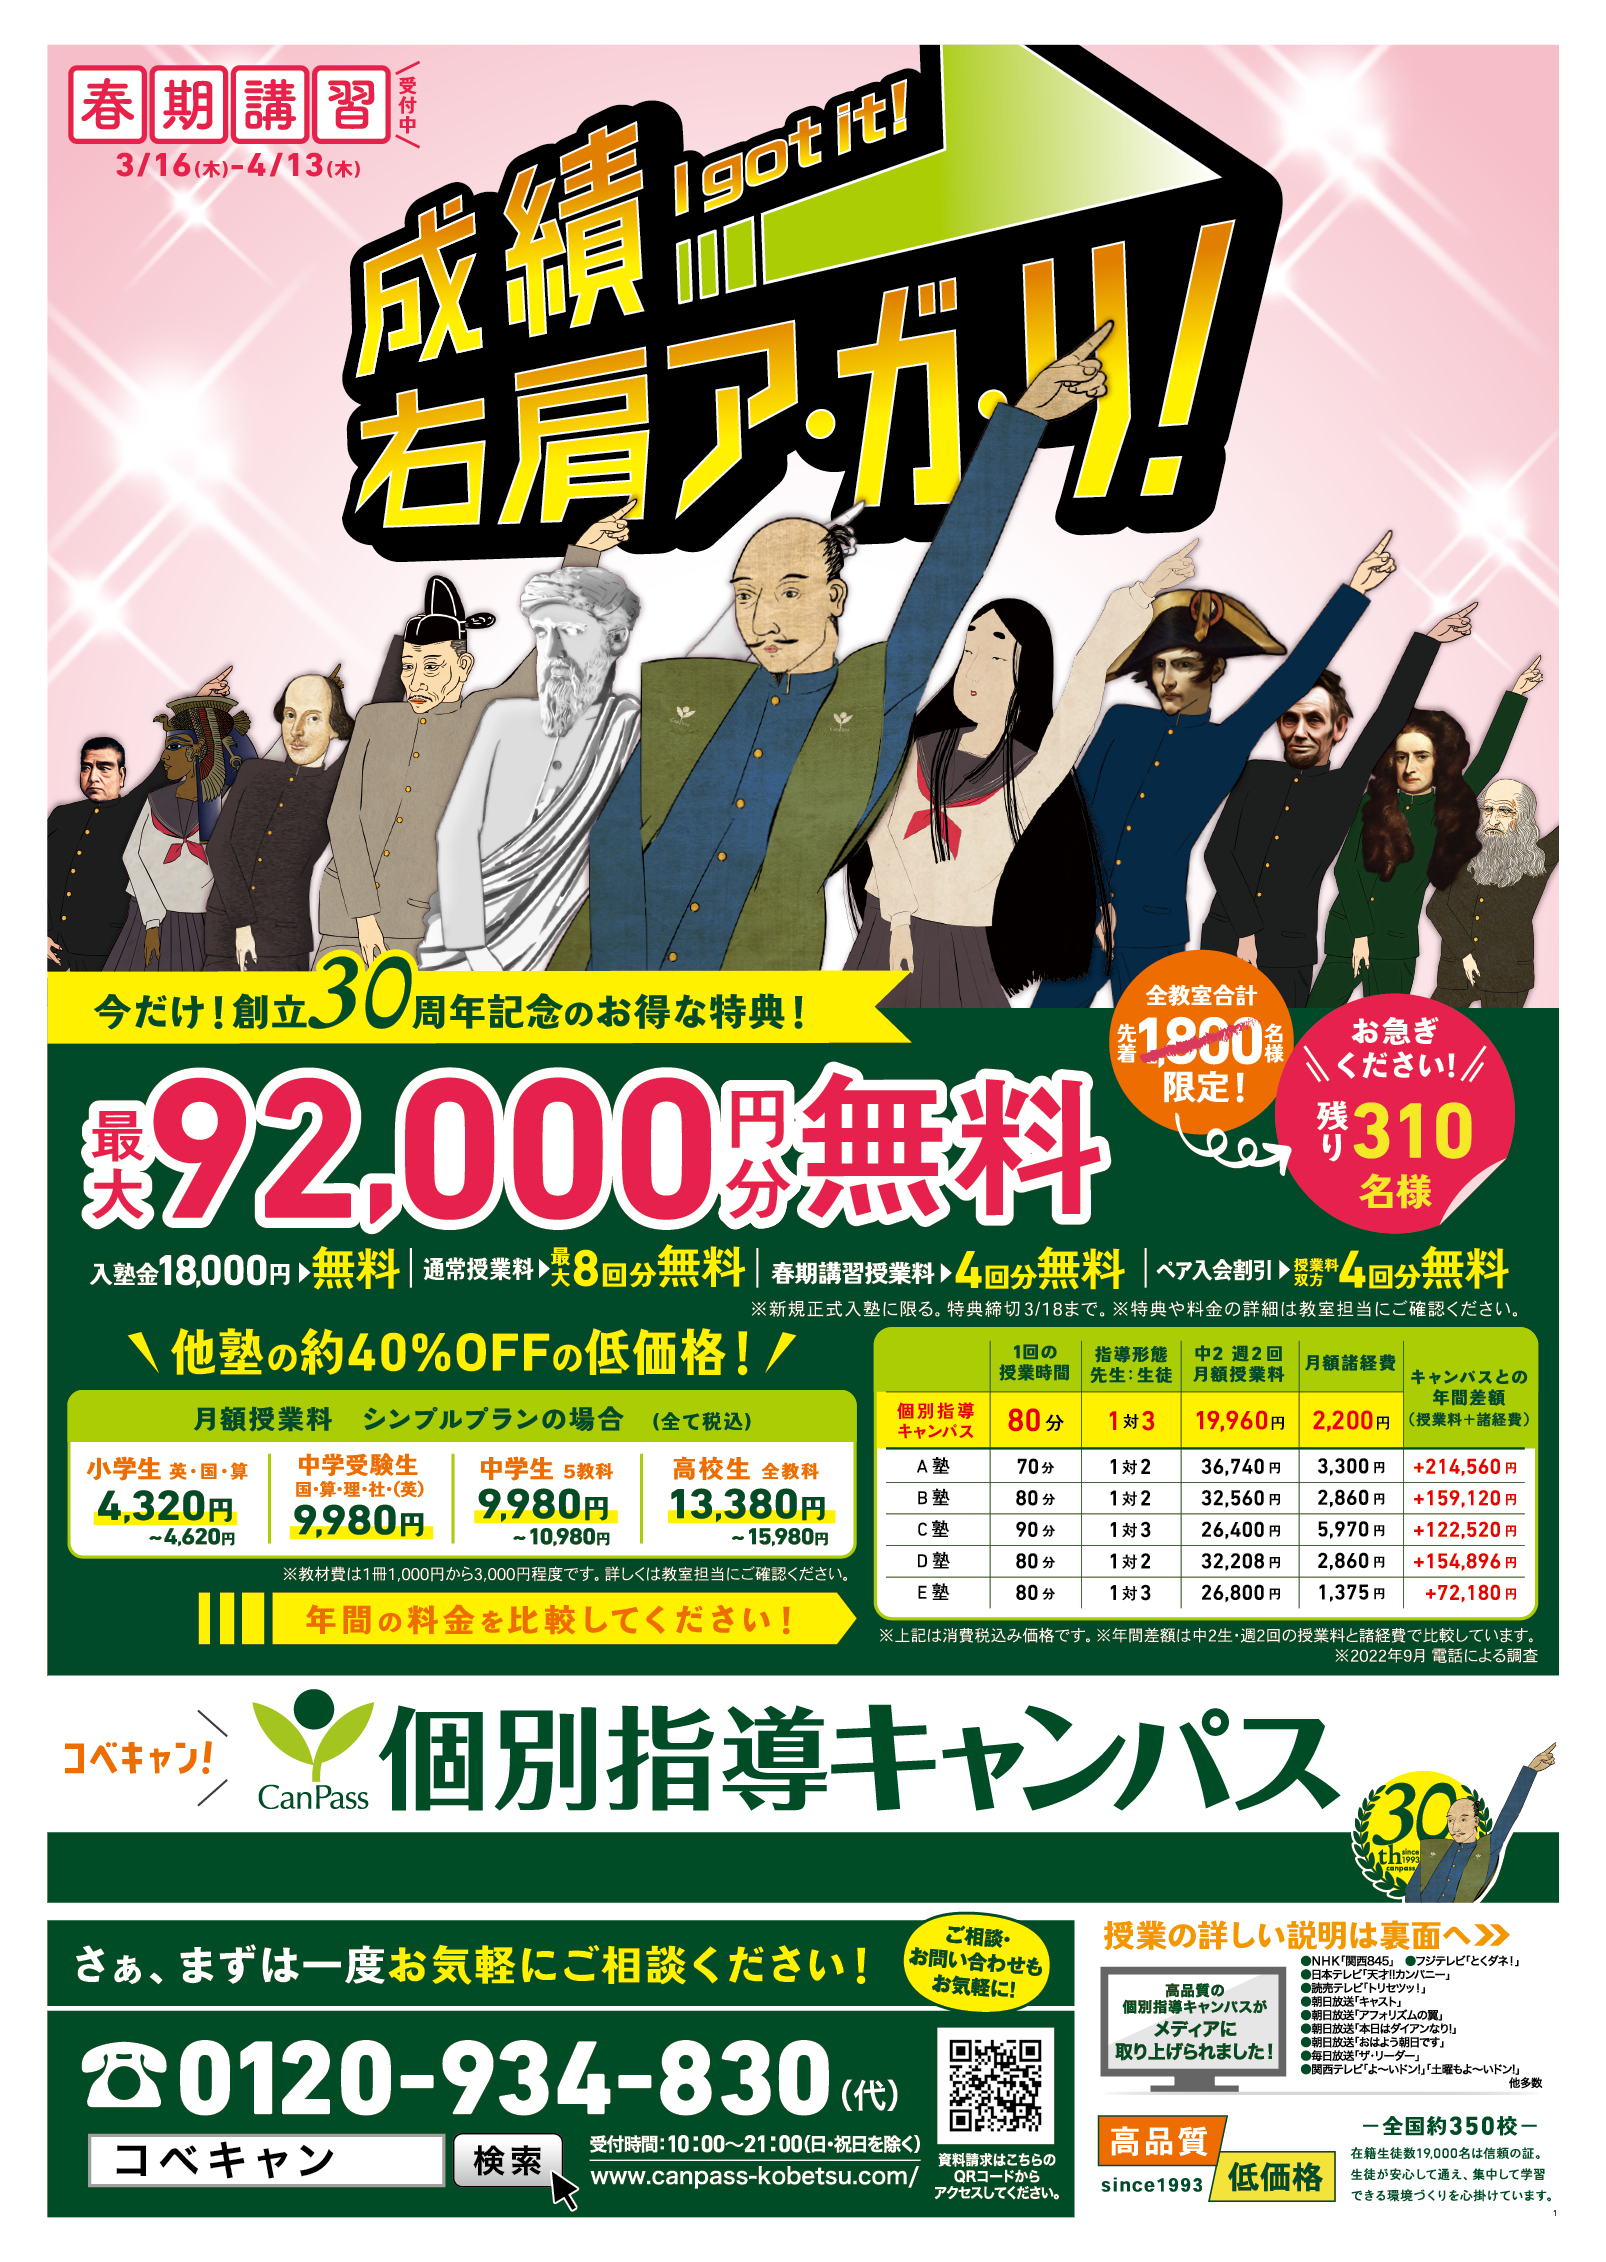 春期講習
受付中
3/16(木)-4/13(木)
成績
I got it!
右肩ア・ガ・リ!
今だけ!創立30周年記念のお得な特典!
全教室合計
先着1,800名様
限定!
お急ぎ
ください!
残り310
名様
最大92,000円分無料
入塾金18,000円▶無料
通常授業料▶最大8回分無料
春期講習授業料▶4回分無料
ペア入会割引▶授業料双方4回分無料
※新規正式入塾に限る。特典締切3/18まで。※特典や料金の詳細は教室担当にご確認ください。
他塾の約40%OFFの低価格!
月額授業料 シンプルプランの場合 (全て税込)
小学生 英・国・算
4,320円
~4,620円
中学受験生
国・算・理・社・(英)
9,980円
中学生 5教科
9,980円
~10,980円
高校生 全教科
13,380円
~15,980円
※教材費は1冊1,000円から3,000円程度です。詳しくは教室担当にご確認ください。
年間の料金を比較してください!
1回の授業時間 指導形態先生:生徒 中2 週2回月額授業料 月額諸経費 キャンパスとの年間差額(授業料+諸経費)
個別指導キャンパス 80分 1対3 19,960円 2,200円
A塾 70分 1対2 36,740円 3,300円 +214,560円
B塾 80分 1対2 32,560円 2,860円 +159,120円
C塾 90分 1対3 26,400円 5,970円 +122,520円
D塾 80分 1対2 32,208円 2,860円 +154,896円
E塾 80分 1対3 26,800円 1,375円 +72,180円
※上記は消費税込み価格です。※年間差額は中2生・週2回の授業料と諸経費で比較しています。
※2022年9月 電話による調査
コベキャン!
CanPass
個別指導キャンパス
30th
since
1993
canpass
さぁ、まずは一度お気軽にご相談ください!
ご相談・
お問い合わせも
お気軽に!
0120-934-830(代)
コベキャン
検索
受付時間:10:00~21:00(日・祝日を除く)
www.canpass-kobetsu.com/
資料請求はこちらの
QRコードから
アクセスしてください。
授業の詳しい説明は裏面へ
高品質の
個別指導キャンパスが
メディアに
取り上げられました!
●NHK「関西845」 ●フジテレビ「とくダネ!」
●日本テレビ「天才!!カンパニー」
●読売テレビ「トリセツッ!」
●朝日放送「キャスト」
●朝日放送「アフォリズムの翼」
●朝日放送「本日はダイアンなり!」
●朝日放送「おはよう朝日です」
●毎日放送「ザ・リーダー」
●関西テレビ「よ~いドン!」「土曜もよ~いドン!」
他多数
高品質
since1993
低価格
ー全国約350校ー
在籍生徒数19,000名は信頼の証。
生徒が安心して通え、集中して学習
できる環境づくりを心掛けています。
1